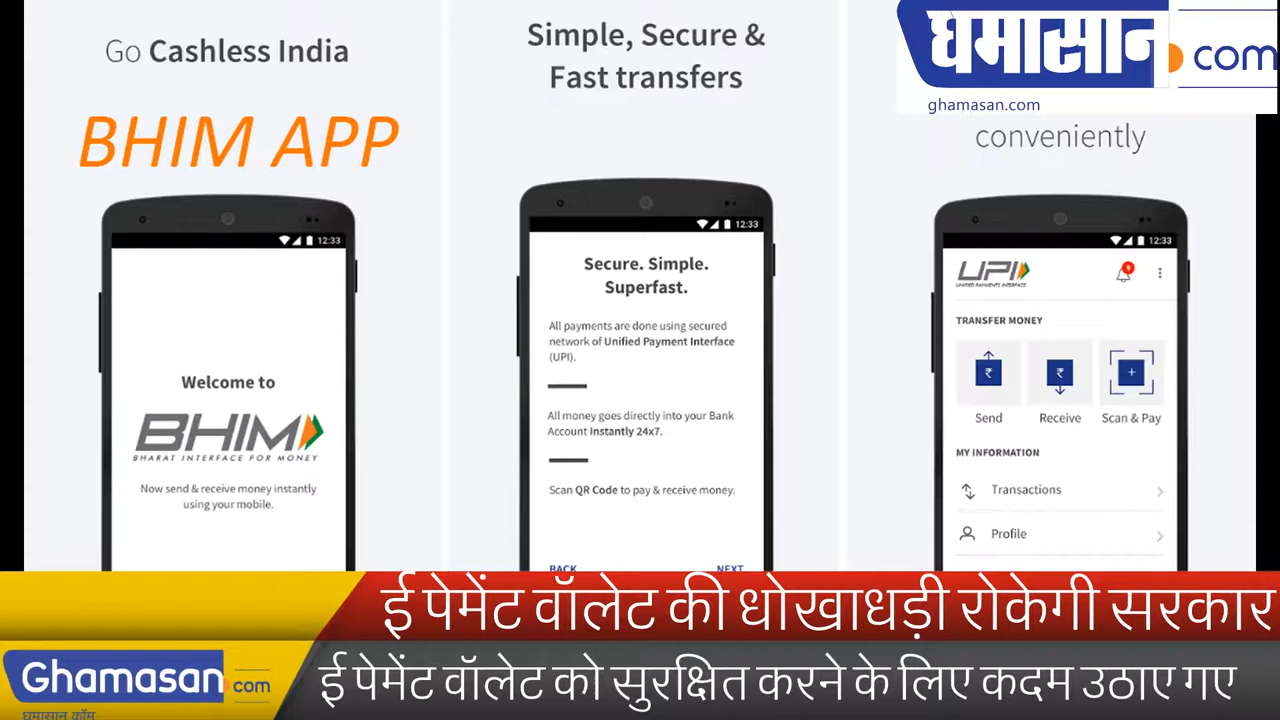 Go Cashless India
BHIM APP
12:33
Welcome to
BHIM
BHARAT INTERFACE FOR MONEY
Now send & receive money instantly
using your mobile.
Simple, Secure &
Fast transfers
12:33
Secure. Simple.
Superfast.
All payments are done using secured
network of Unified Payment Interface
(UPI).
All money goes directly into your Bank
Account Instantly 24x7.
Scan QR Code to pay & receive money.
BACK NEXT
घमासान.com
ghamasan.com
conveniently
12:33
UPI
UNIFIED PAYMENTS INTERFACE
TRANSFER MONEY
Send Receive Scan & Pay
MY INFORMATION
Transactions
Profile
ई पेमेंट वॉलेट की धोखाधड़ी रोकेगी सरकार
Ghamasan.com
घमासान कॉम
ई पेमेंट वॉलेट को सुरक्षित करने के लिए कदम उठाए गए